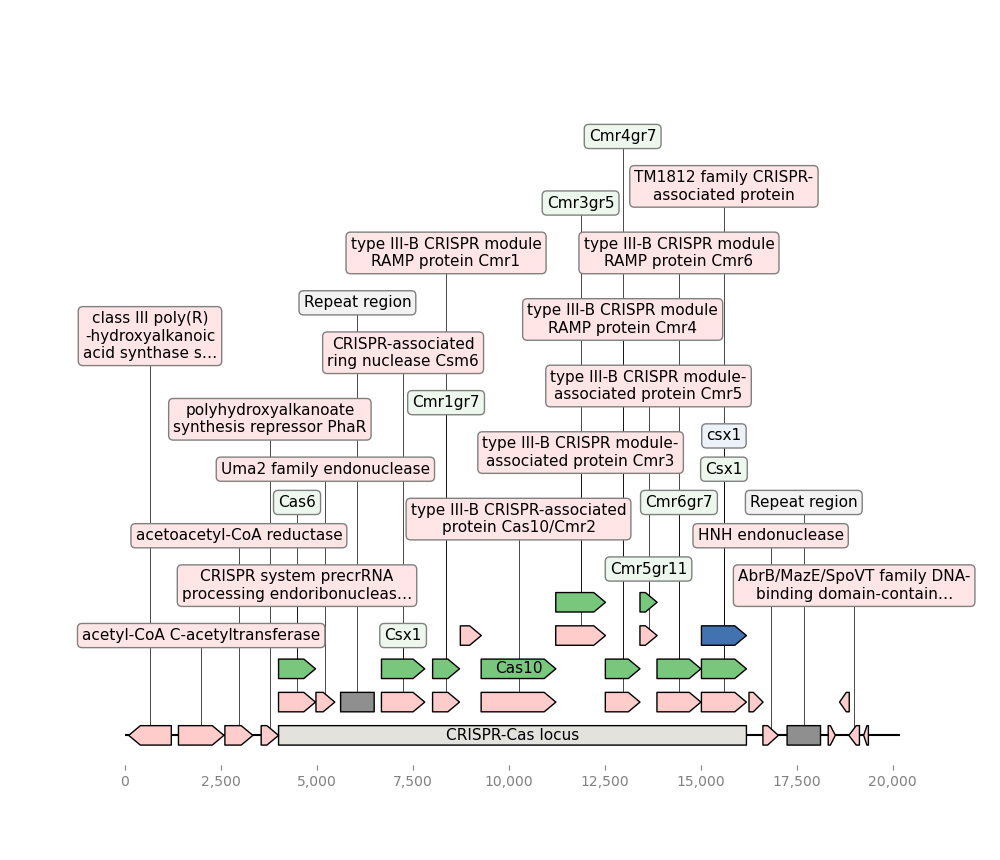 Cmr4gr7
TM1812 family CRISPR-
associated protein
Cmr3gr5
type III-B CRISPR module
RAMP protein Cmr1
type III-B CRISPR module
RAMP protein Cmr6
Repeat region
class III poly(R)
-hydroxyalkanoic
acid synthase s…
type III-B CRISPR module
RAMP protein Cmr4
CRISPR-associated
ring nuclease Csm6
type III-B CRISPR module-
associated protein Cmr5
Cmr1gr7
polyhydroxyalkanoate
synthesis repressor PhaR
csx1
type III-B CRISPR module-
associated protein Cmr3
Uma2 family endonuclease
Csx1
Cas6
Cmr6gr7
Repeat region
type III-B CRISPR-associated
protein Cas10/Cmr2
acetoacetyl-CoA reductase
HNH endonuclease
Cmr5gr11
CRISPR system precrRNA
processing endoribonucleas…
AbrB/MazE/SpoVT family DNA-
binding domain-contain…
acetyl-CoA C-acetyltransferase
Csx1
Cas10
CRISPR-Cas locus
0
2,500
5,000
7,500
10,000
12,500
15,000
17,500
20,000